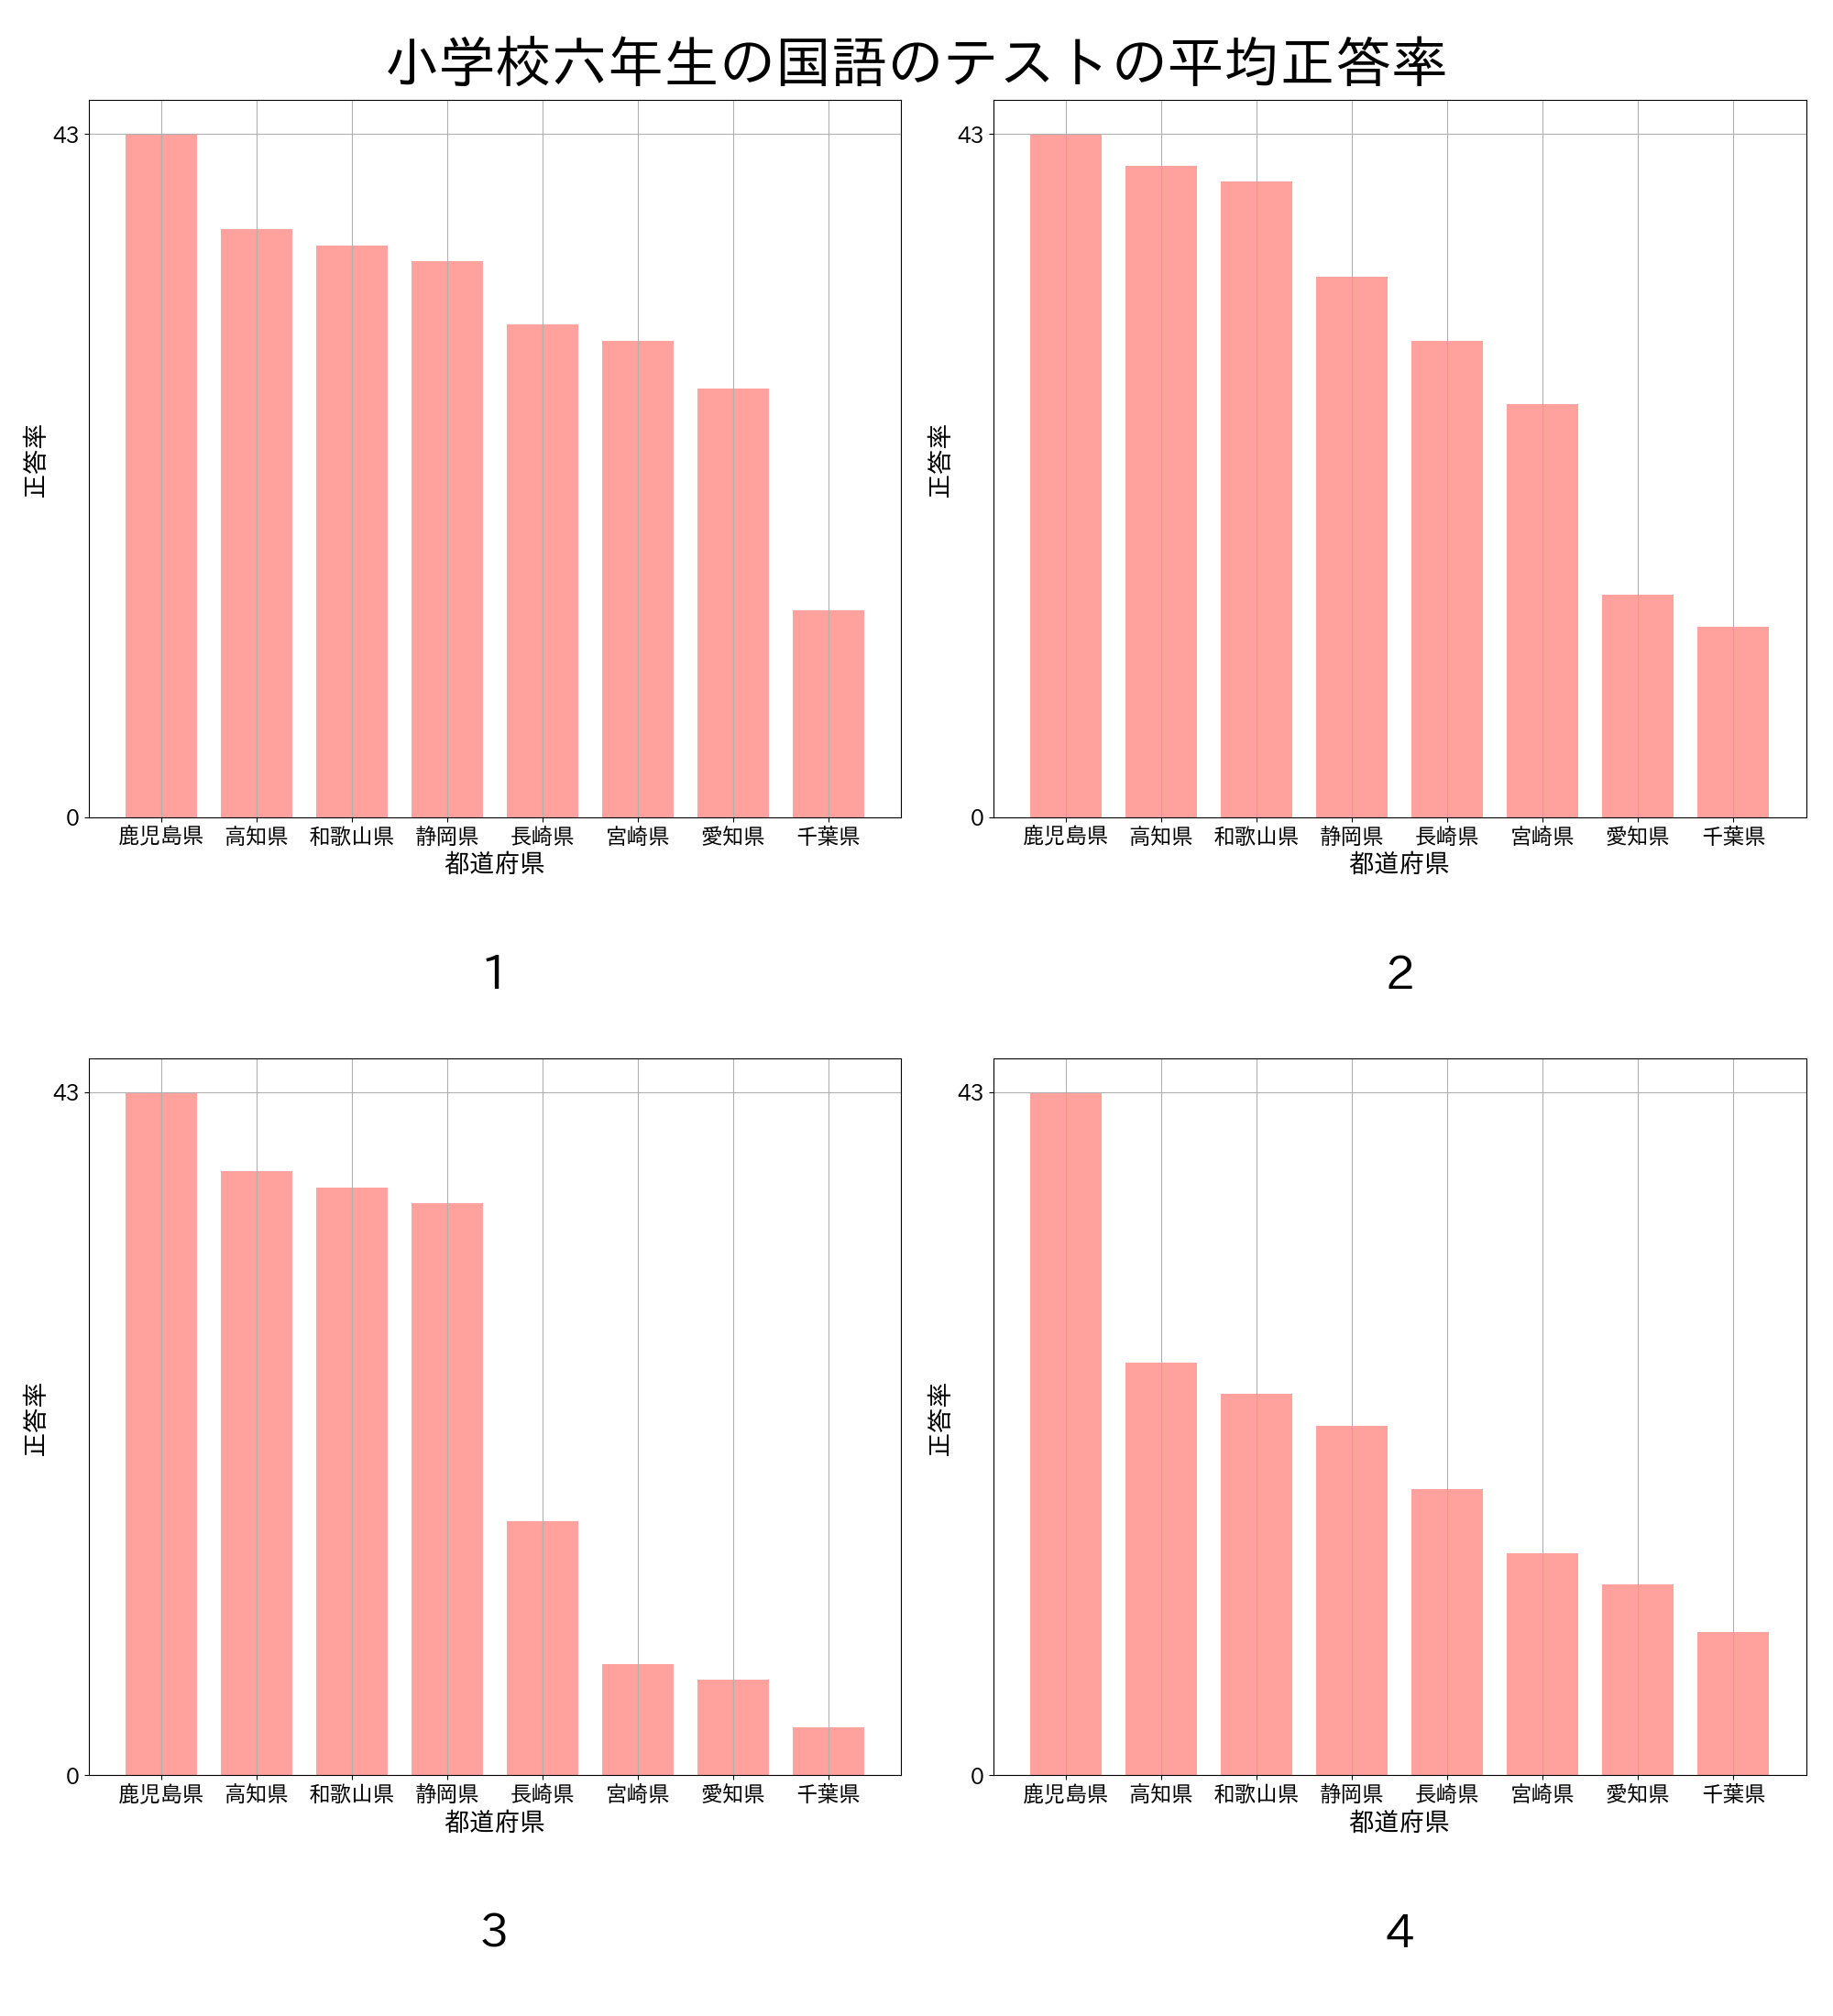 小学校六年生の国語のテストの平均正答率
43
0
正答率
鹿児島県 高知県 和歌山県 静岡県 長崎県 宮崎県 愛知県 千葉県
都道府県
1
43
0
正答率
鹿児島県 高知県 和歌山県 静岡県 長崎県 宮崎県 愛知県 千葉県
都道府県
2
43
0
正答率
鹿児島県 高知県 和歌山県 静岡県 長崎県 宮崎県 愛知県 千葉県
都道府県
3
43
0
正答率
鹿児島県 高知県 和歌山県 静岡県 長崎県 宮崎県 愛知県 千葉県
都道府県
4